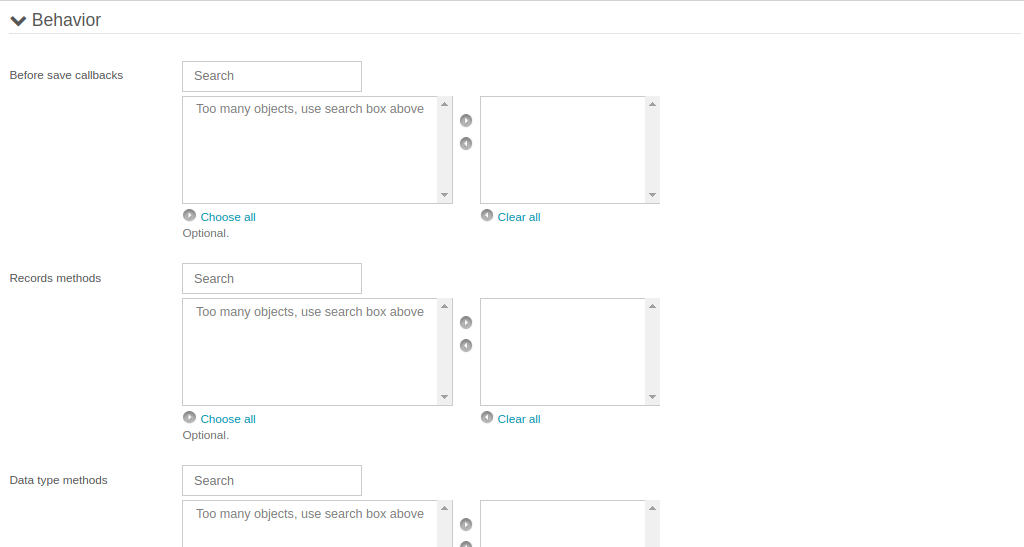 Behavior
Before save callbacks
Search
Too many objects, use search box above
Choose all
Clear all
Optional.
Records methods
Search
Too many objects, use search box above
Choose all
Clear all
Optional.
Data type methods
Search
Too many objects, use search box above